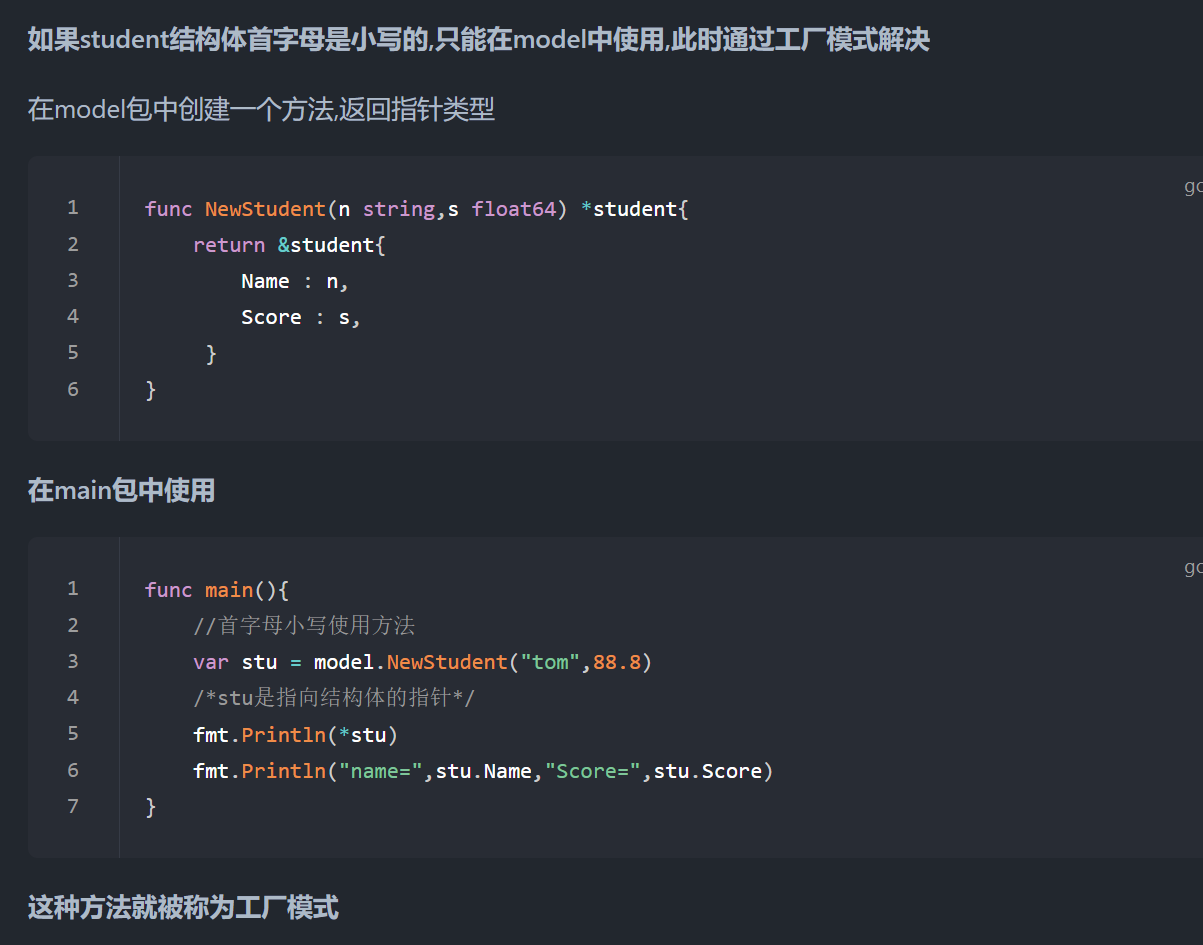 如果student结构体首字母是小写的,只能在model中使用,此时通过工厂模式解决
在model包中创建一个方法,返回指针类型
go
1 func NewStudent(n string,s float64) *student{
2     return &student{
3         Name : n,
4         Score : s,
5      }
6 }
在main包中使用
go
1 func main(){
2     //首字母小写使用方法
3     var stu = model.NewStudent("tom",88.8)
4     /*stu是指向结构体的指针*/
5     fmt.Println(*stu)
6     fmt.Println("name=",stu.Name,"Score=",stu.Score)
7 }
这种方法就被称为工厂模式